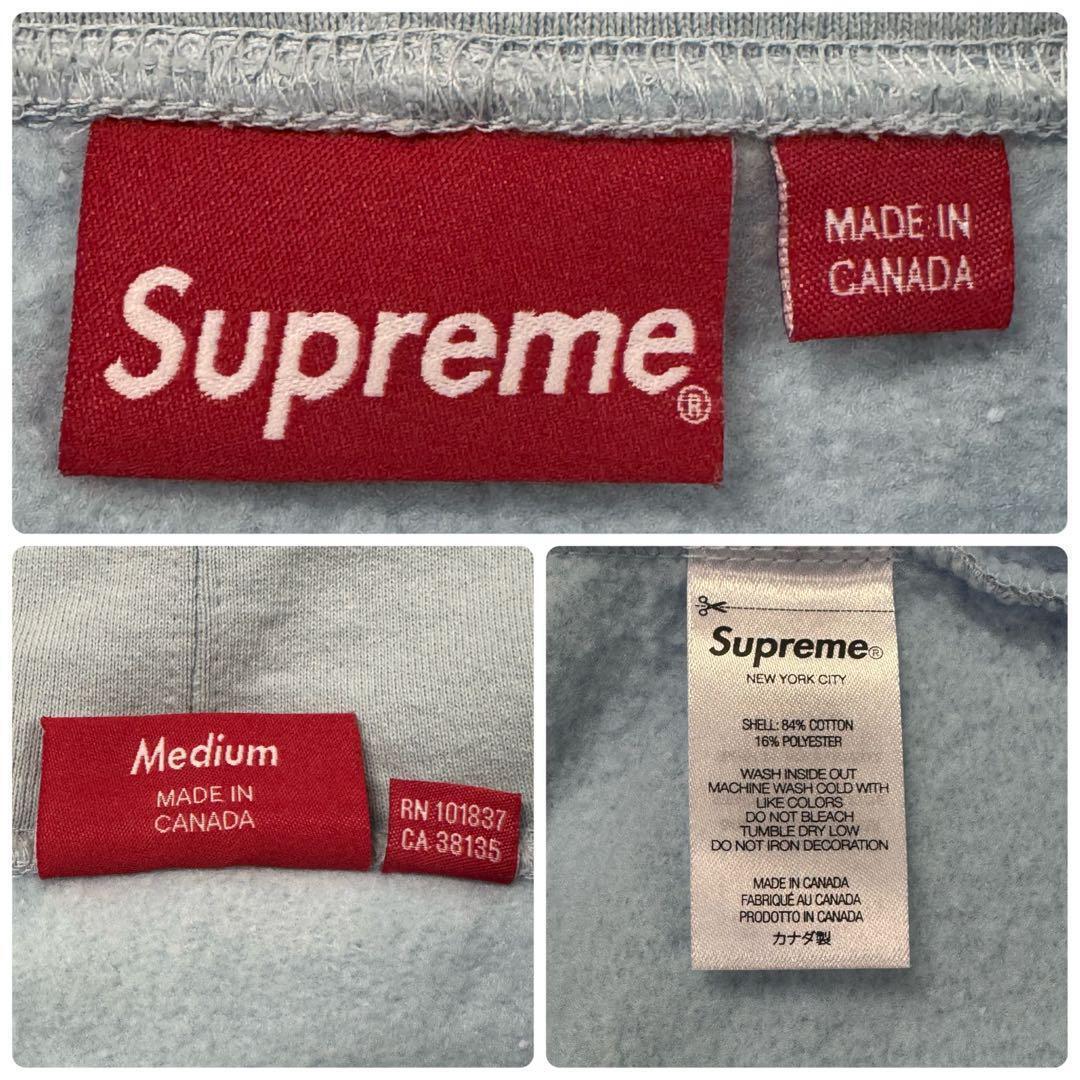 Supreme®
MADE IN
CANADA
Medium
MADE IN
CANADA
RN 101837
CA 38135
Supreme®
NEW YORK CITY
SHELL: 84% COTTON
16% POLYESTER
WASH INSIDE OUT
MACHINE WASH COLD WITH
LIKE COLORS
DO NOT BLEACH
TUMBLE DRY LOW
DO NOT IRON DECORATION
MADE IN CANADA
FABRIQUÉ AU CANADA
PRODOTTO IN CANADA
カナダ製